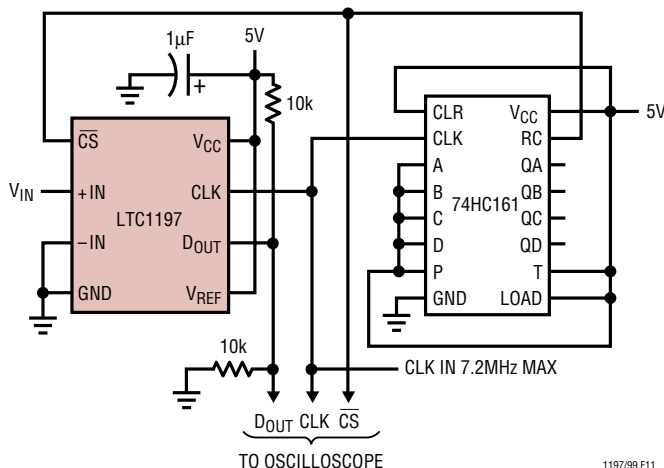 1µF
5V
10k
CS
+IN
–IN
GND
LTC1197
VCC
CLK
DOUT
VREF
VIN
CLR
CLK
A
B
C
D
P
GND
74HC161
VCC
RC
QA
QB
QC
QD
T
LOAD
5V
10k
CLK IN 7.2MHz MAX
DOUT CLK CS
TO OSCILLOSCOPE
1197/99 F11